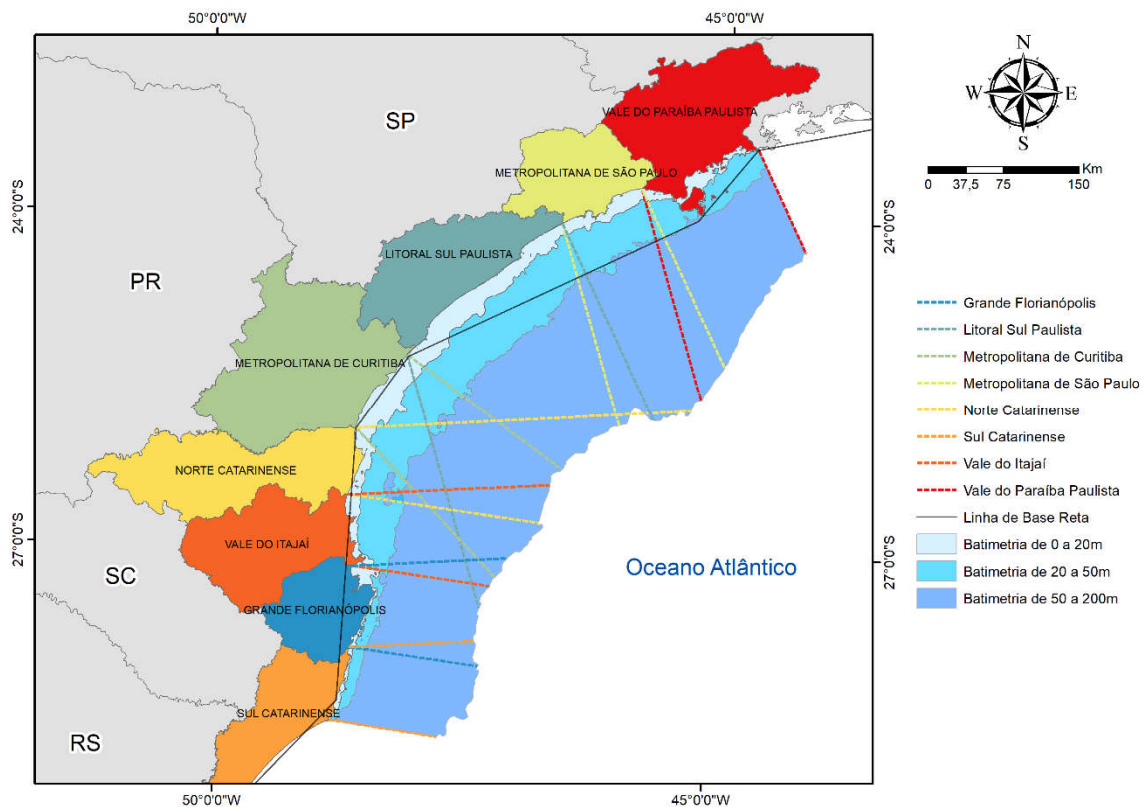 50°0'0"W
45°0'0"W
N
W
E
S
Km
0
37,5
75
150
SP
VALE DO PARAÍBA PAULISTA
METROPOLITANA DE SÃO PAULO
24°0'0"S
24°0'0"S
LITORAL SUL PAULISTA
PR
METROPOLITANA DE CURITIBA
NORTE CATARINENSE
VALE DO ITAJAÍ
27°0'0"S
27°0'0"S
SC
Oceano Atlântico
GRANDE FLORIANÓPOLIS
SUL CATARINENSE
RS
50°0'0"W
45°0'0"W
Grande Florianópolis
Litoral Sul Paulista
Metropolitana de Curitiba
Metropolitana de São Paulo
Norte Catarinense
Sul Catarinense
Vale do Itajaí
Vale do Paraíba Paulista
Linha de Base Reta
Batimetria de 0 a 20m
Batimetria de 20 a 50m
Batimetria de 50 a 200m